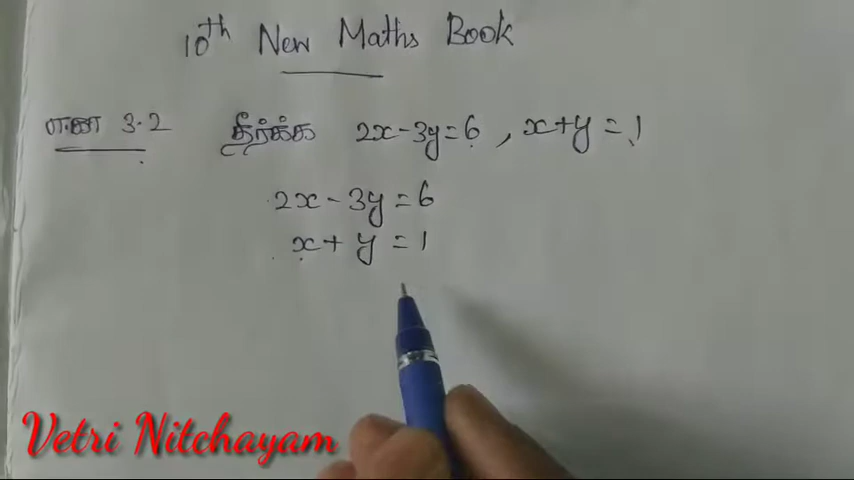 10th New Maths Book
எ.கா 3.2 தீர்க்க 2x-3y=6, x+y=1
2x-3y=6
x+y=1
Vetri Nitchayam